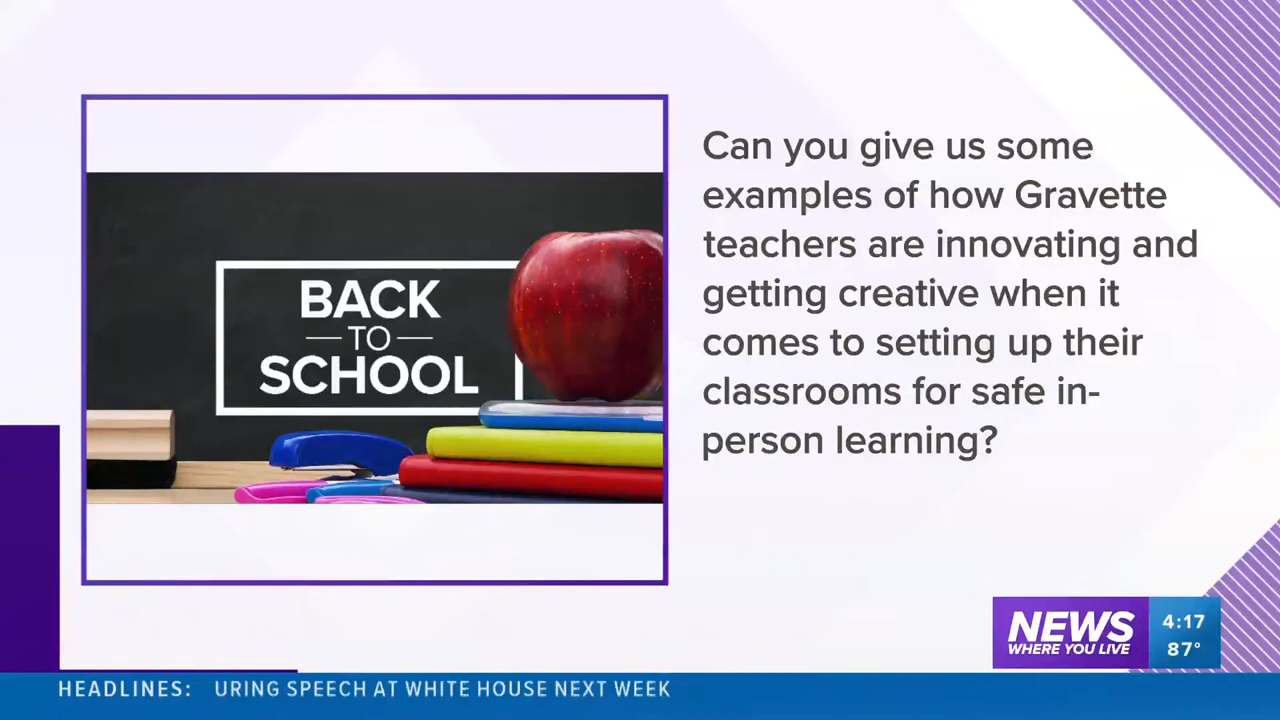 BACK
TO
SCHOOL
Can you give us some
examples of how Gravette
teachers are innovating and
getting creative when it
comes to setting up their
classrooms for safe in-
person learning?
NEWS
WHERE YOU LIVE
4:17
87°
HEADLINES: URING SPEECH AT WHITE HOUSE NEXT WEEK